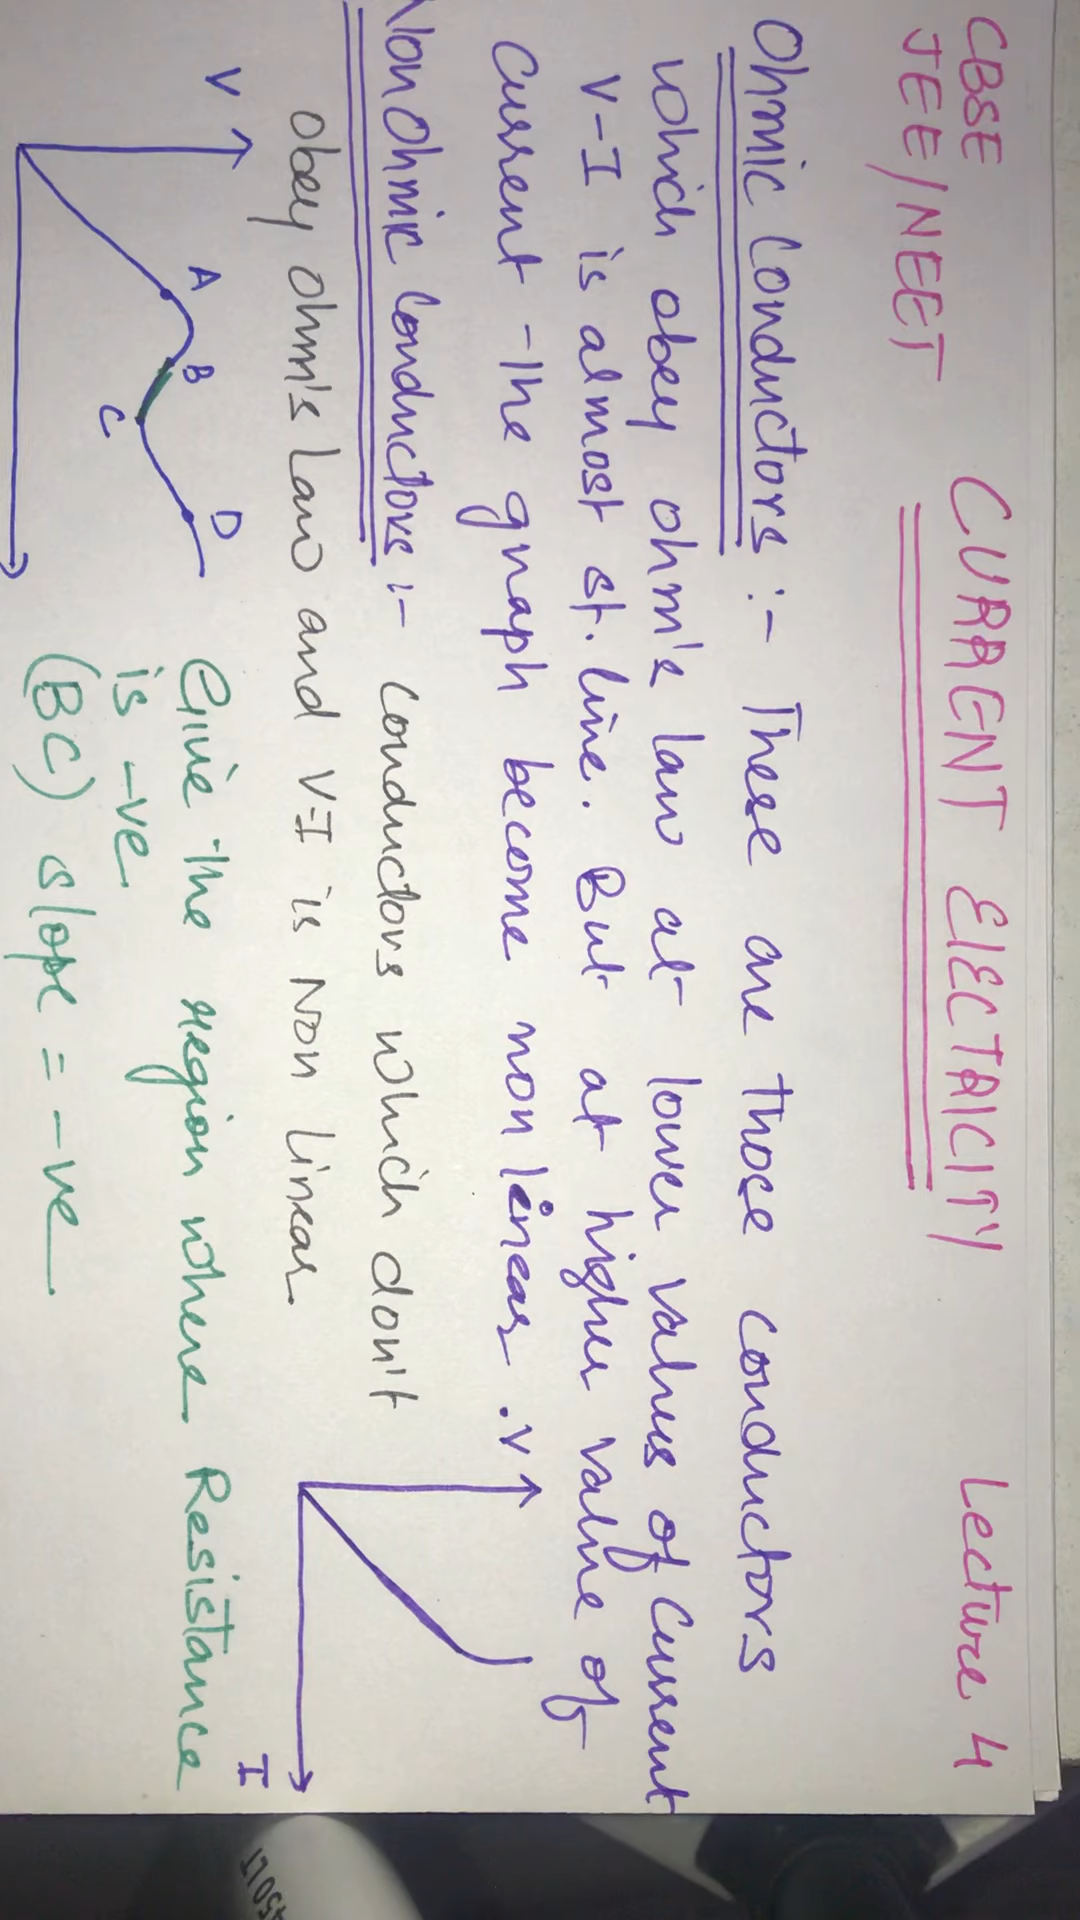 CBSE
JEE/NEET
CURRENT ElECTRICITY
Lecture 4
Ohmic Conductors :- These are those conductors
which obey ohm's law at lower values of Current
V-I is almost st. line. But at higher value of
Current the graph become non linear.
V
I
Non Ohmic Conductors :- Conductors which don't
obey ohm's Law and V-I is Non Linear.
V
A
B
C
D
Give the region where Resistance
is -ve
(BC) slope = -ve
450LT